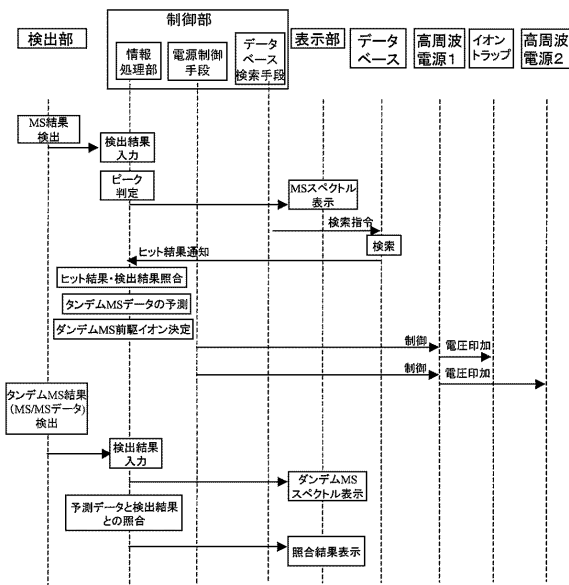 制御部
検出部
情報
処理部
電源制御
手段
データ
ベース
検索手段
表示部
データ
ベース
高周波
電源1
イオン
トラップ
高周波
電源2
MS結果
検出
検出結果
入力
ピーク
判定
MSスペクトル
表示
検索指令
検索
ヒット結果通知
ヒット結果・検出結果照合
タンデムMSデータの予測
ダンデムMS前駆イオン決定
制御
電圧印加
制御
電圧印加
タンデムMS結果
(MS/MSデータ)
検出
検出結果
入力
ダンデムMS
スペクトル表示
予測データと検出結果
との照合
照合結果表示